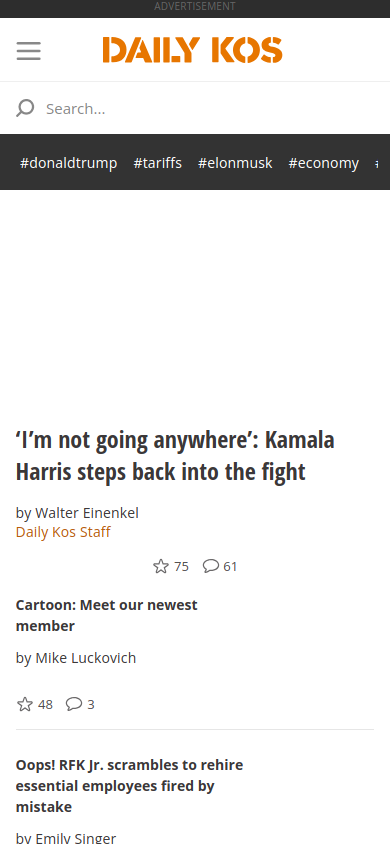 ADVERTISEMENT
DAILY KOS
Search...
#donaldtrump #tariffs #elonmusk #economy
‘I’m not going anywhere’: Kamala
Harris steps back into the fight
by Walter Einenkel
Daily Kos Staff
75 61
Cartoon: Meet our newest
member
by Mike Luckovich
48 3
Oops! RFK Jr. scrambles to rehire
essential employees fired by
mistake
by Emily Singer